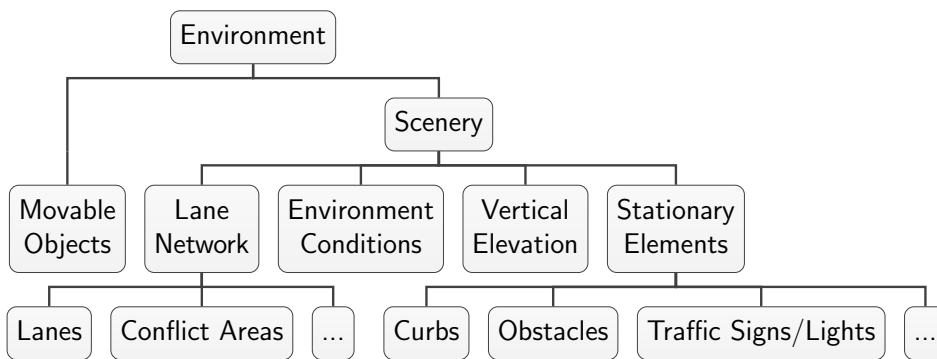 Environment
Scenery
Movable
Objects
Lane
Network
Environment
Conditions
Vertical
Elevation
Stationary
Elements
Lanes
Conflict Areas
...
Curbs
Obstacles
Traffic Signs/Lights
...